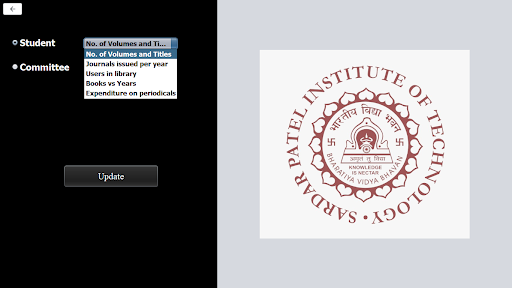 ←
Student
No. of Volumes and Ti...
No. of Volumes and Titles
Journals issued per year
Users in library
Books vs Years
Expenditure on periodicals
Committee
Update
SARDAR PATEL INSTITUTE OF TECHNOLOGY
भारतीय विद्या भवन
अमृतं तु विद्या
KNOWLEDGE
IS NECTAR
BHARATIYA VIDYA BHAVAN